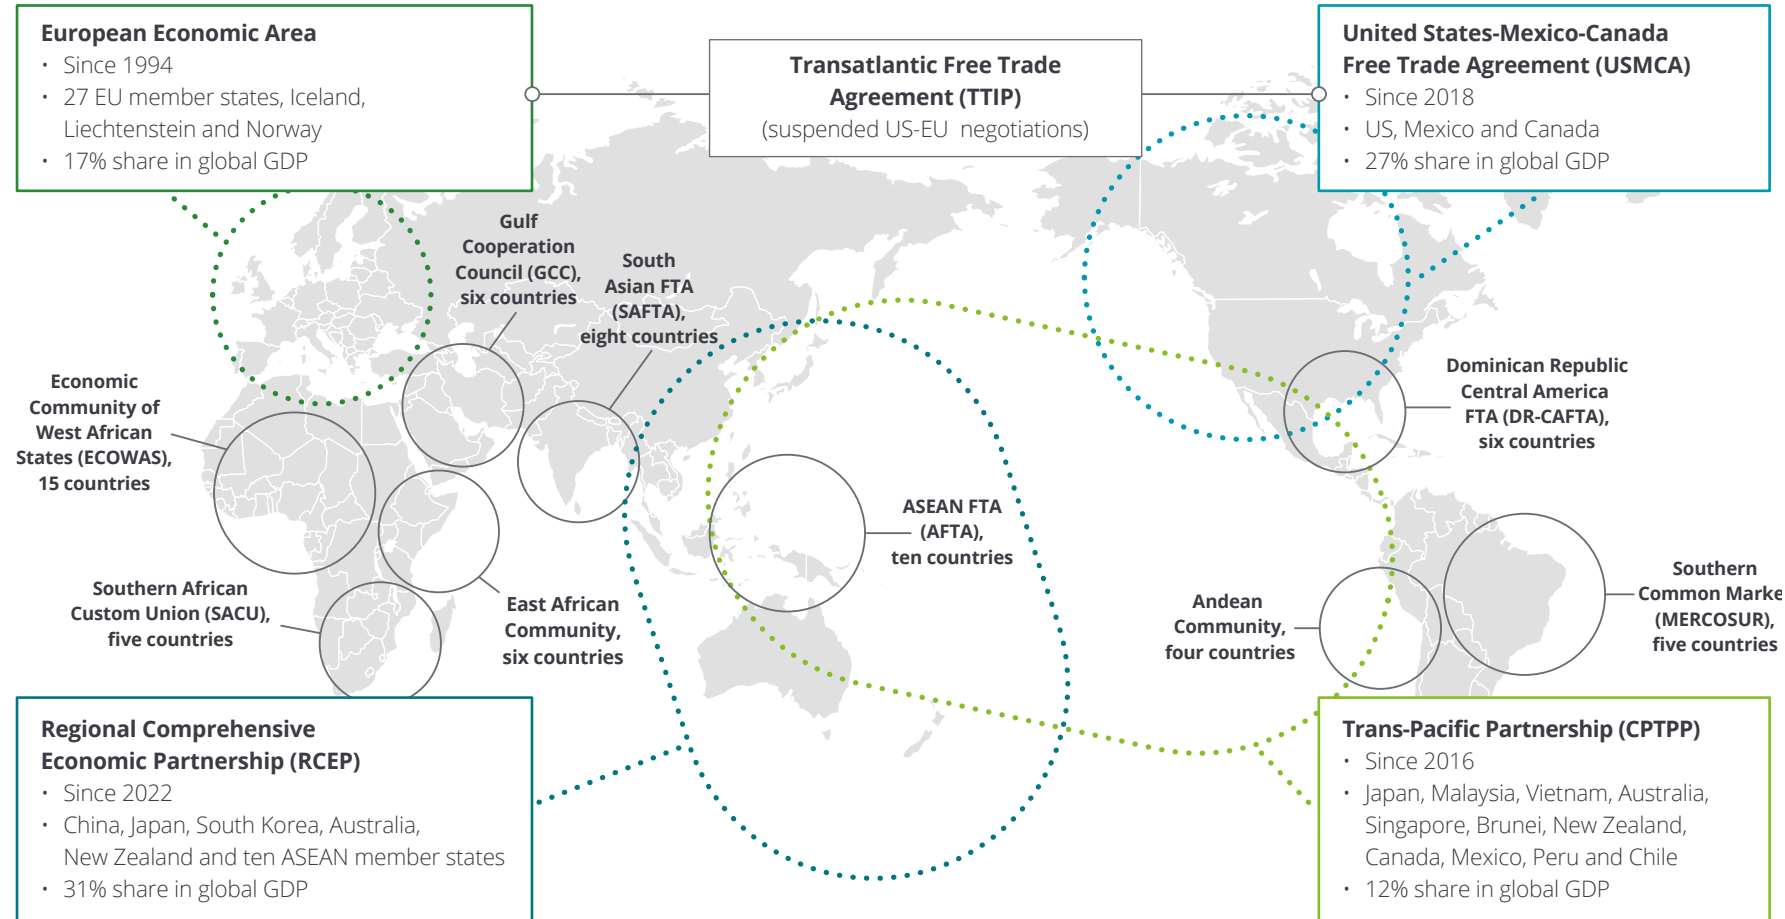 European Economic Area
• Since 1994
• 27 EU member states, Iceland,
Liechtenstein and Norway
• 17% share in global GDP
Transatlantic Free Trade
Agreement (TTIP)
(suspended US-EU negotiations)
United States-Mexico-Canada
Free Trade Agreement (USMCA)
• Since 2018
• US, Mexico and Canada
• 27% share in global GDP
Gulf
Cooperation
Council (GCC),
six countries
South
Asian FTA
(SAFTA),
eight countries
Economic
Community of
West African
States (ECOWAS),
15 countries
Dominican Republic
Central America
FTA (DR-CAFTA),
six countries
ASEAN FTA
(AFTA),
ten countries
Southern African
Custom Union (SACU),
five countries
East African
Community,
six countries
Andean
Community,
four countries
Southern
Common Marke
(MERCOSUR),
five countries
Regional Comprehensive
Economic Partnership (RCEP)
• Since 2022
• China, Japan, South Korea, Australia,
New Zealand and ten ASEAN member states
• 31% share in global GDP
Trans-Pacific Partnership (CPTPP)
• Since 2016
• Japan, Malaysia, Vietnam, Australia,
Singapore, Brunei, New Zealand,
Canada, Mexico, Peru and Chile
• 12% share in global GDP